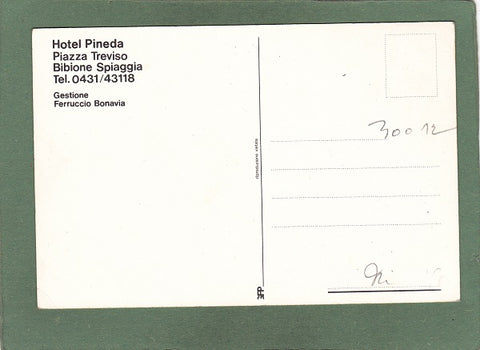 Hotel Pineda
Piazza Treviso
Bibione Spiaggia
Tel. 0431/43118
Gestione
Ferruccio Bonavia
30012